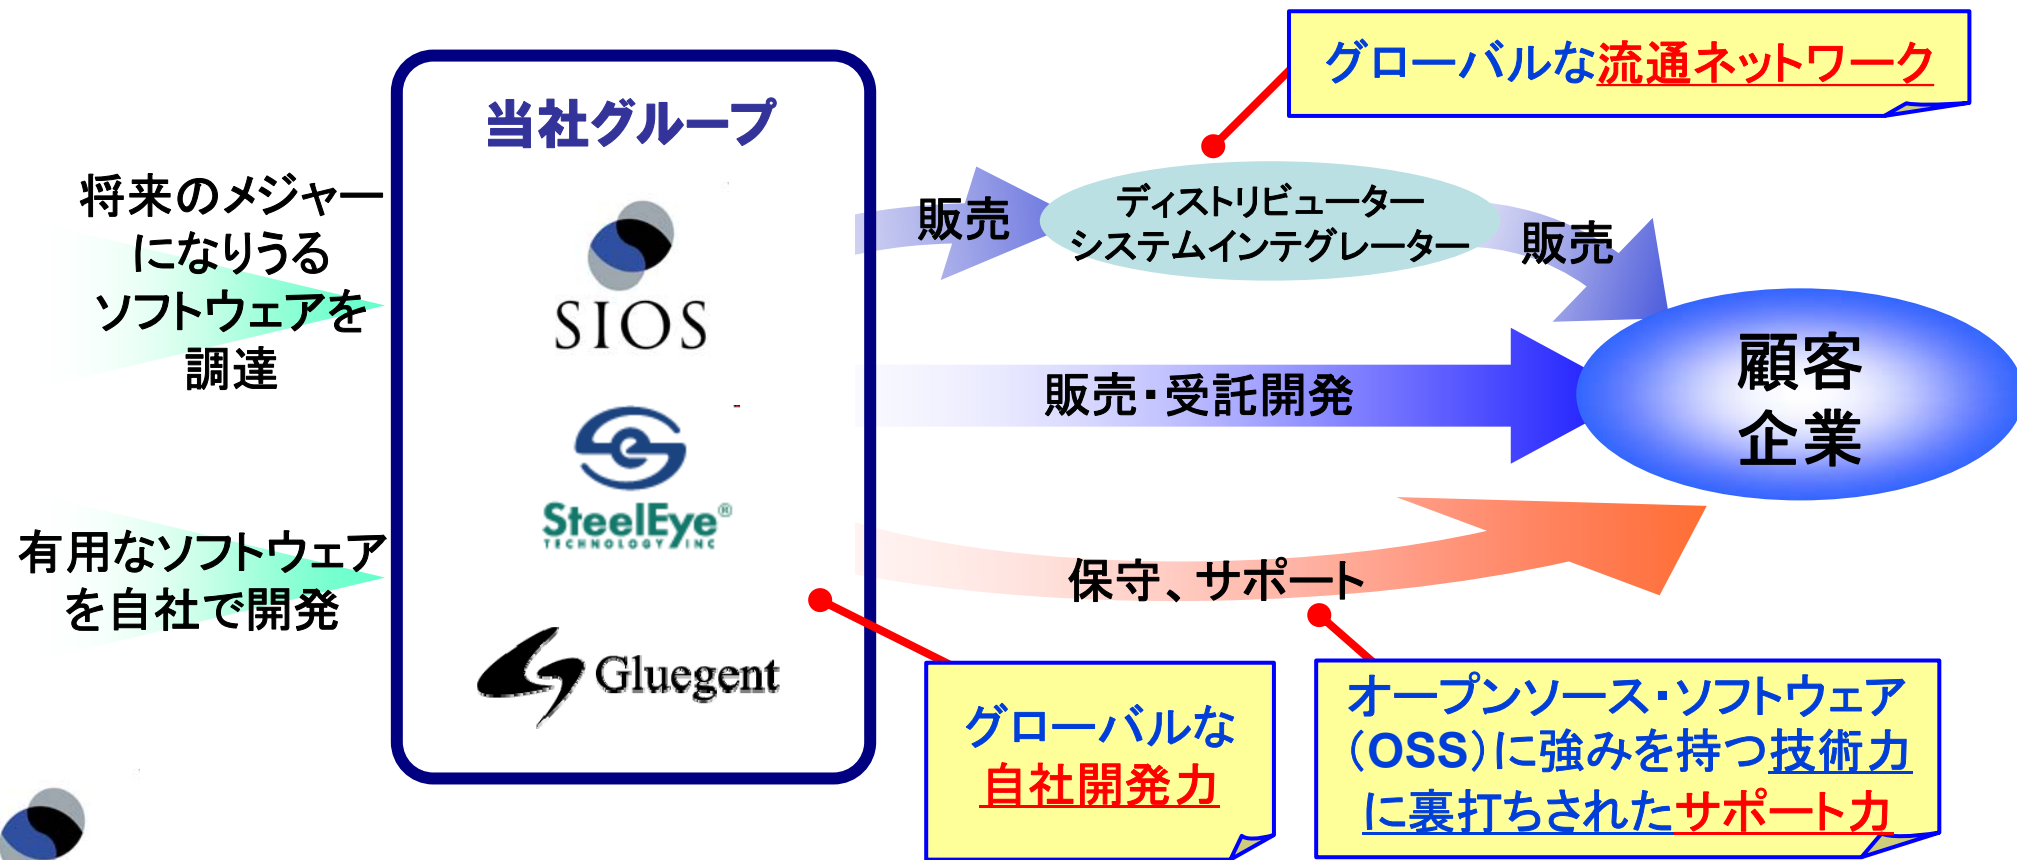 グローバルな流通ネットワーク
当社グループ
将来のメジャー
になりうる
ソフトウェアを
調達
SIOS
販売
ディストリビューター
システムインテグレーター
販売
顧客
企業
販売・受託開発
SteelEye®
TECHNOLOGY INC
有用なソフトウェア
を自社で開発
保守、サポート
Gluegent
グローバルな
自社開発力
オープンソース・ソフトウェア
（OSS）に強みを持つ技術力
に裏打ちされたサポート力